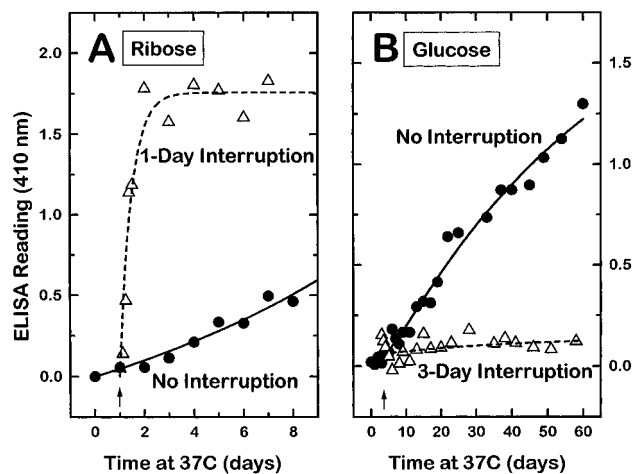 A Ribose
B Glucose
ELISA Reading (410 nm)
2.0
1.5
1.0
0.5
0.0
1-Day Interruption
No Interruption
0 2 4 6 8
Time at 37C (days)
1.5
1.0
0.5
0.0
No Interruption
3-Day Interruption
0 10 20 30 40 50 60
Time at 37C (days)